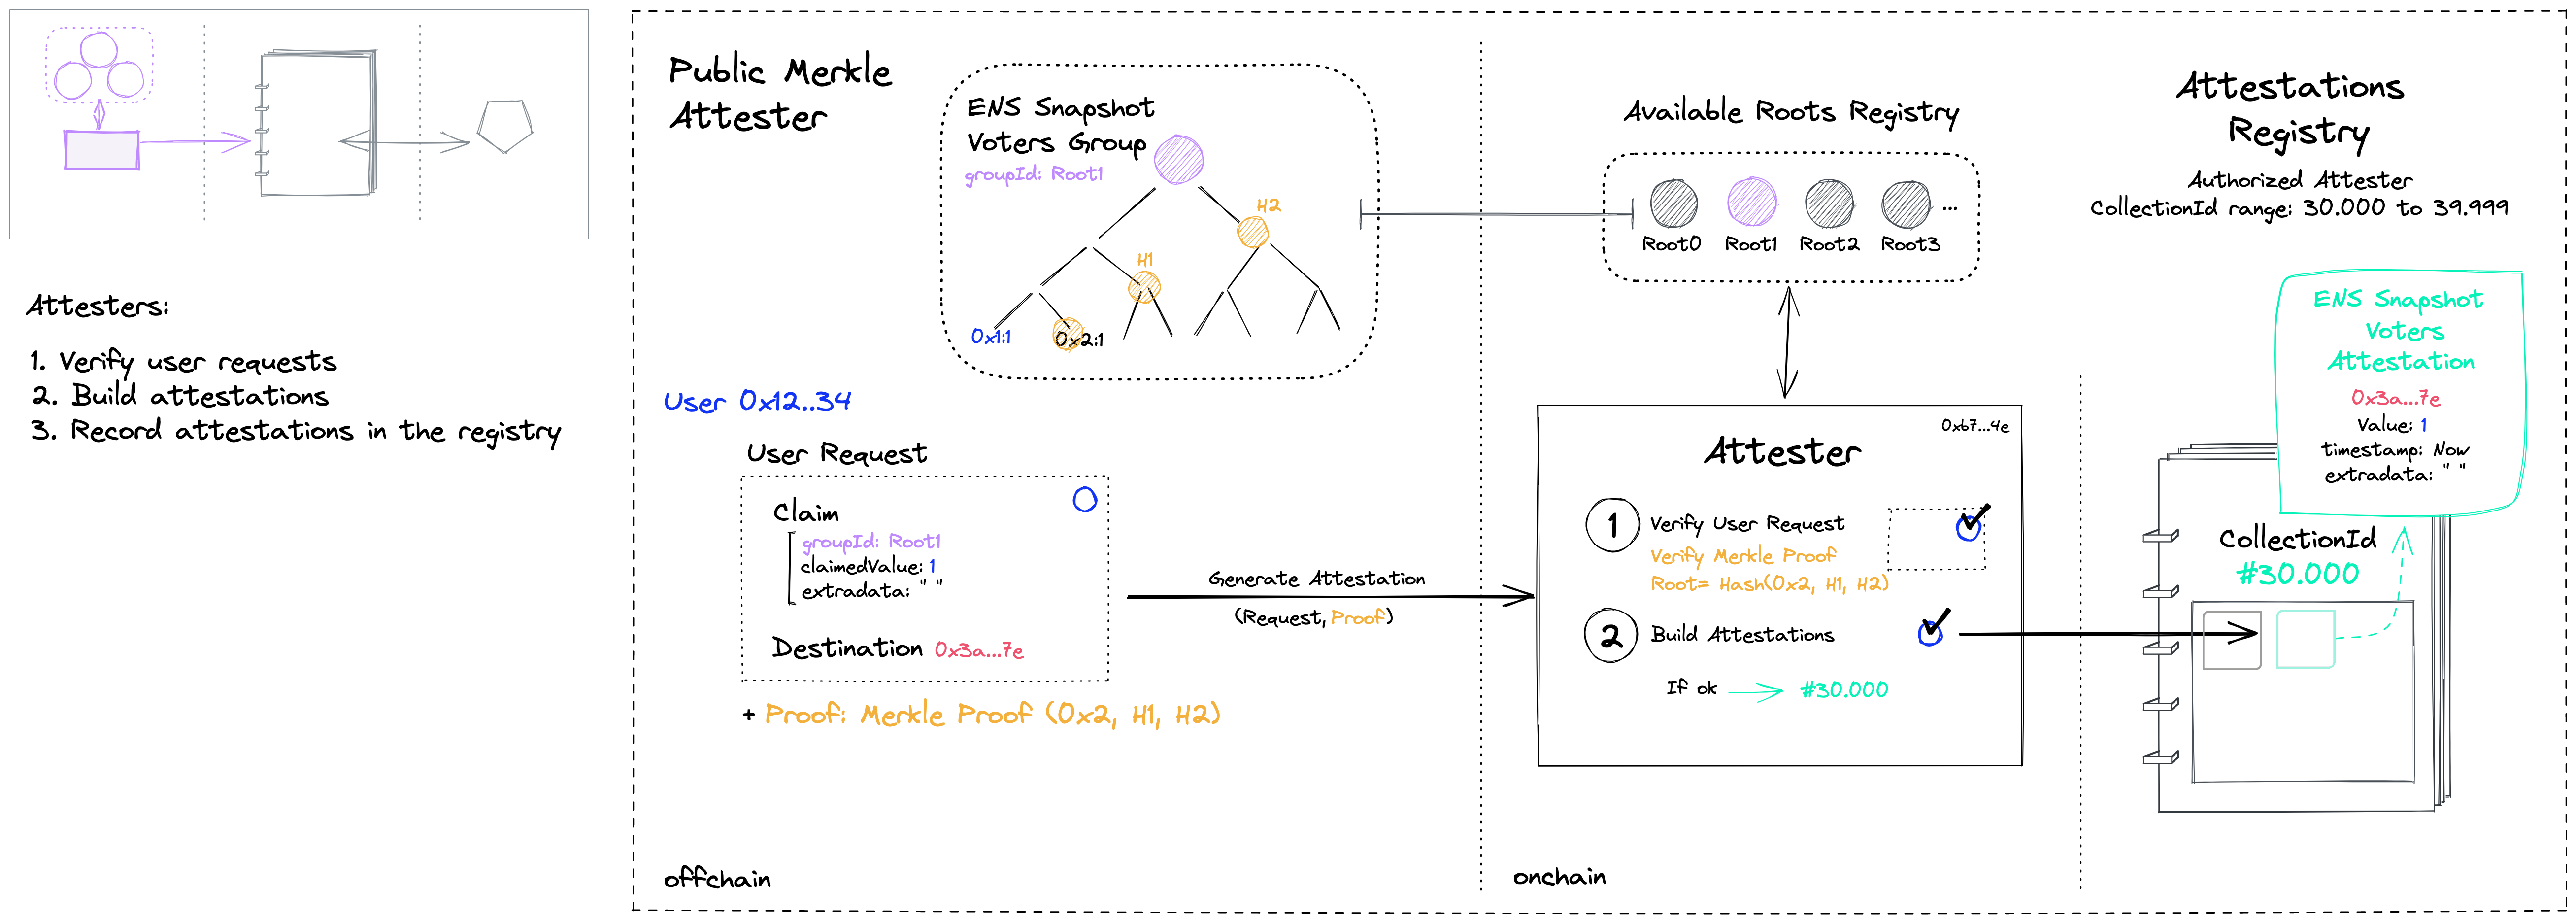 Attesters:
1. Verify user requests
2. Build attestations
3. Record attestations in the registry
Public Merkle
Attester
ENS Snapshot
Voters Group
groupId: Root1
H2
H1
0x1:1
0x2:1
User 0x12..34
User Request
Claim
groupId: Root1
claimedValue: 1
extradata: " "
Destination 0x3a...7e
+ Proof: Merkle Proof (0x2, H1, H2)
offchain
Generate Attestation
(Request, Proof)
Available Roots Registry
Root0 Root1 Root2 Root3 ...
0xb7...4e
Attester
1 Verify User Request
Verify Merkle Proof
Root= Hash(0x2, H1, H2)
2 Build Attestations
If ok #30.000
onchain
Attestations
Registry
Authorized Attester
CollectionId range: 30.000 to 39.999
ENS Snapshot
Voters
Attestation
0x3a...7e
Value: 1
timestamp: Now
extradata: " "
CollectionId
#30.000